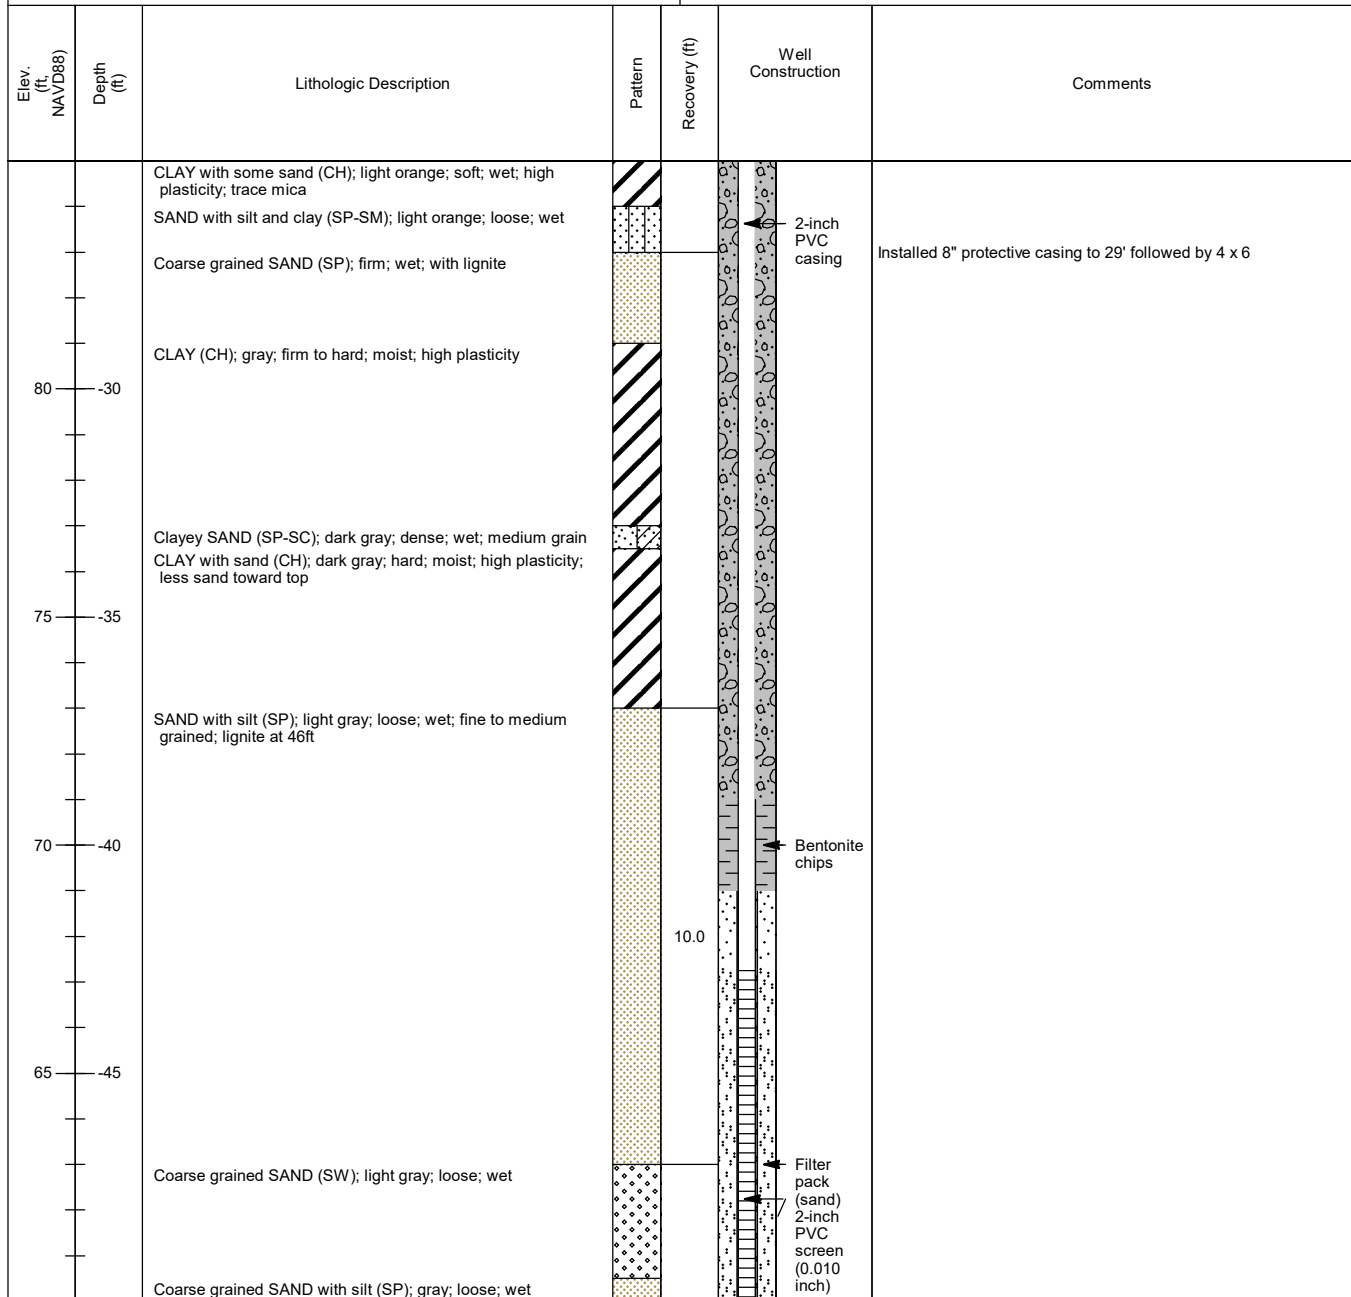 Elev.
(ft,
NAVD88)
Depth
(ft)
Lithologic Description
Pattern
Recovery (ft)
Well
Construction
Comments
CLAY with some sand (CH); light orange; soft; wet; high
plasticity; trace mica
SAND with silt and clay (SP-SM); light orange; loose; wet
2-inch
PVC
casing
Installed 8" protective casing to 29' followed by 4 x 6
Coarse grained SAND (SP); firm; wet; with lignite
CLAY (CH); gray; firm to hard; moist; high plasticity
80 -30
Clayey SAND (SP-SC); dark gray; dense; wet; medium grain
CLAY with sand (CH); dark gray; hard; moist; high plasticity;
less sand toward top
75 -35
SAND with silt (SP); light gray; loose; wet; fine to medium
grained; lignite at 46ft
70 -40
Bentonite
chips
10.0
65 -45
Coarse grained SAND (SW); light gray; loose; wet
Filter
pack
(sand)
2-inch
PVC
screen
(0.010
inch)
Coarse grained SAND with silt (SP); gray; loose; wet